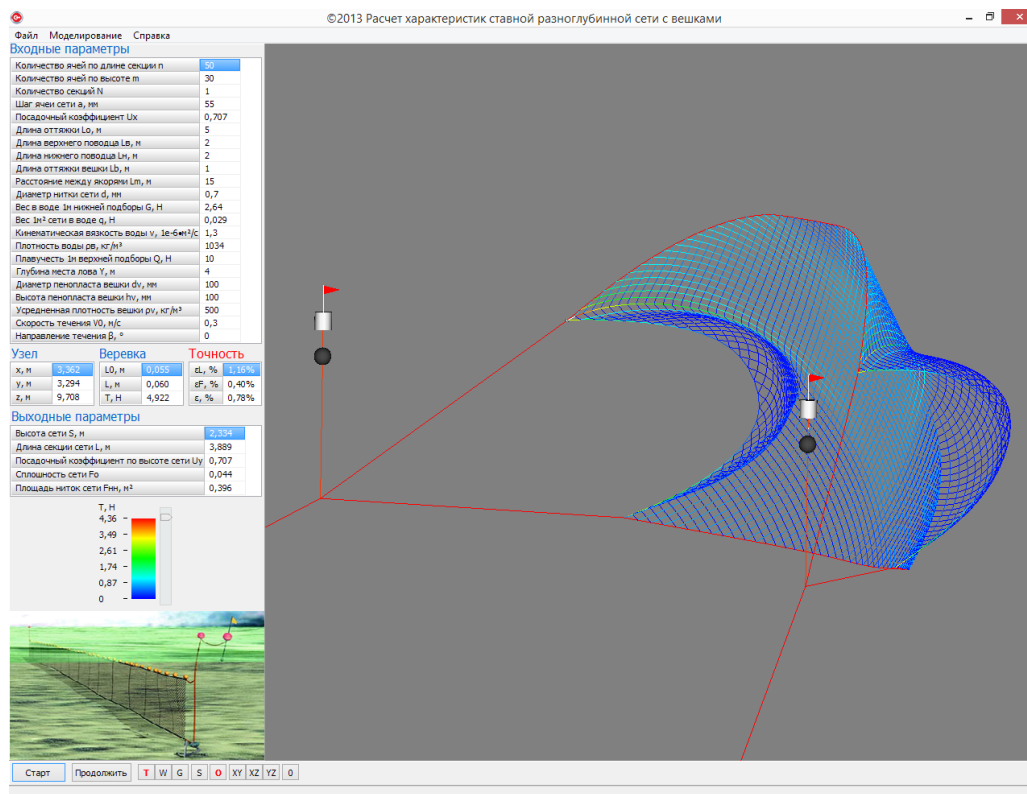 ©2013 Расчет характеристик ставной разноглубинной сети с вешками
Файл Моделирование Справка
Входные параметры
Количество ячей по длине секции n 50
Количество ячей по высоте m 30
Количество секций N 1
Шаг ячеи сети a, мм 55
Посадочный коэффициент Ux 0,707
Длина оттяжки Lo, м 5
Длина верхнего поводца Lв, м 2
Длина нижнего поводца Lн, м 2
Длина оттяжки вешки Lb, м 1
Расстояние между якорями Lm, м 15
Диаметр нитки сети d, мм 0,7
Вес в воде 1м нижней подборы G, Н 2,64
Вес 1м² сети в воде q, Н 0,029
Кинематическая вязкость воды ν, 1e-6•м²/с 1,3
Плотность воды ρв, кг/м³ 1034
Плавучесть 1м верхней подборы Q, Н 10
Глубина места лова Y, м 4
Диаметр пенопласта вешки dv, мм 100
Высота пенопласта вешки hv, мм 100
Усредненная плотность вешки ρv, кг/м³ 500
Скорость течения V0, м/с 0,3
Направление течения β, ° 0
Узел Веревка Точность
x, м 3,362 L0, м 0,055 εL, % 1,16%
y, м 3,294 L, м 0,060 εF, % 0,40%
z, м 9,708 T, Н 4,922 ε, % 0,78%
Выходные параметры
Высота сети S, м 2,334
Длина секции сети L, м 3,889
Посадочный коэффициент по высоте сети Uy 0,707
Сплошность сети Fo 0,044
Площадь ниток сети Fнн, м² 0,396
T, Н
4,36
3,49
2,61
1,74
0,87
0
Старт Продолжить T W G S O XY XZ YZ 0